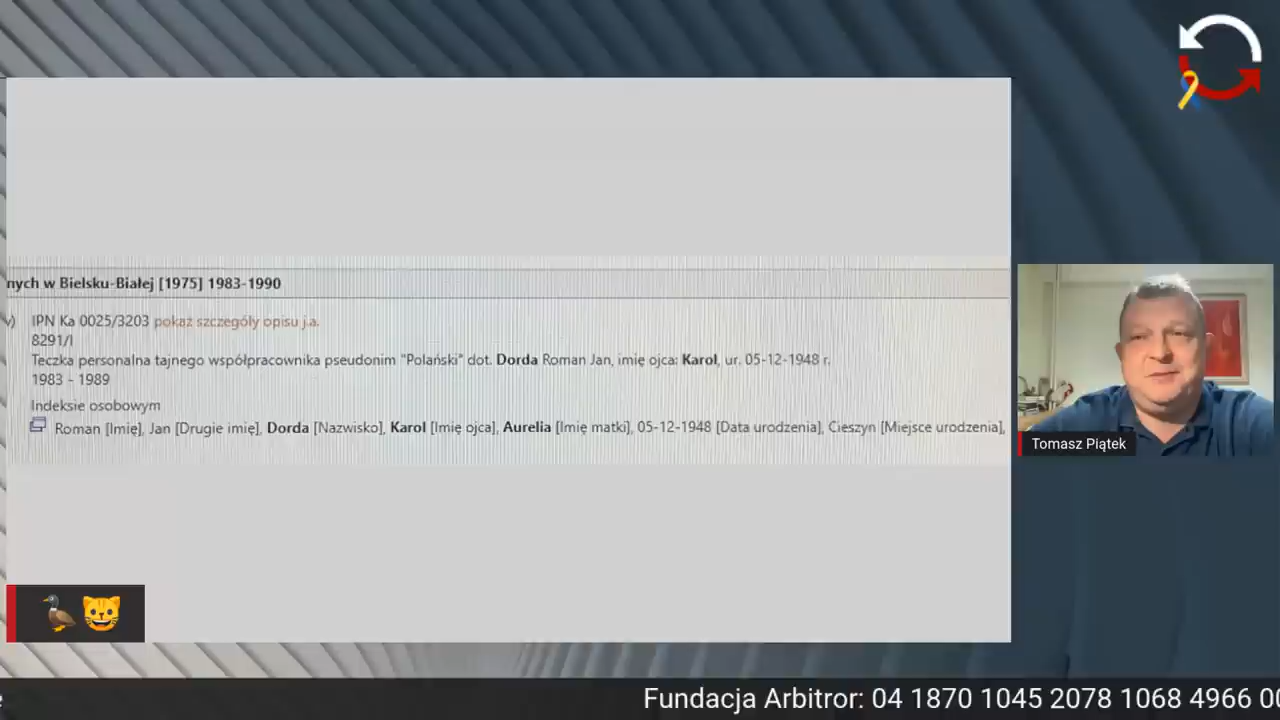 nych w Bielsku-Białej [1975] 1983-1990
v) IPN Ka 0025/3203 pokaż szczegóły opisu j.a.
8291/I
Teczka personalna tajnego współpracownika pseudonim "Polański" dot. Dorda Roman Jan, imię ojca: Karol, ur. 05-12-1948 r.
1983 - 1989
Indeksie osobowym
Roman [Imię], Jan [Drugie imię], Dorda [Nazwisko], Karol [Imię ojca], Aurelia [Imię matki], 05-12-1948 [Data urodzenia], Cieszyn [Miejsce urodzenia],
Tomasz Piątek
Fundacja Arbitror: 04 1870 1045 2078 1068 4966 00